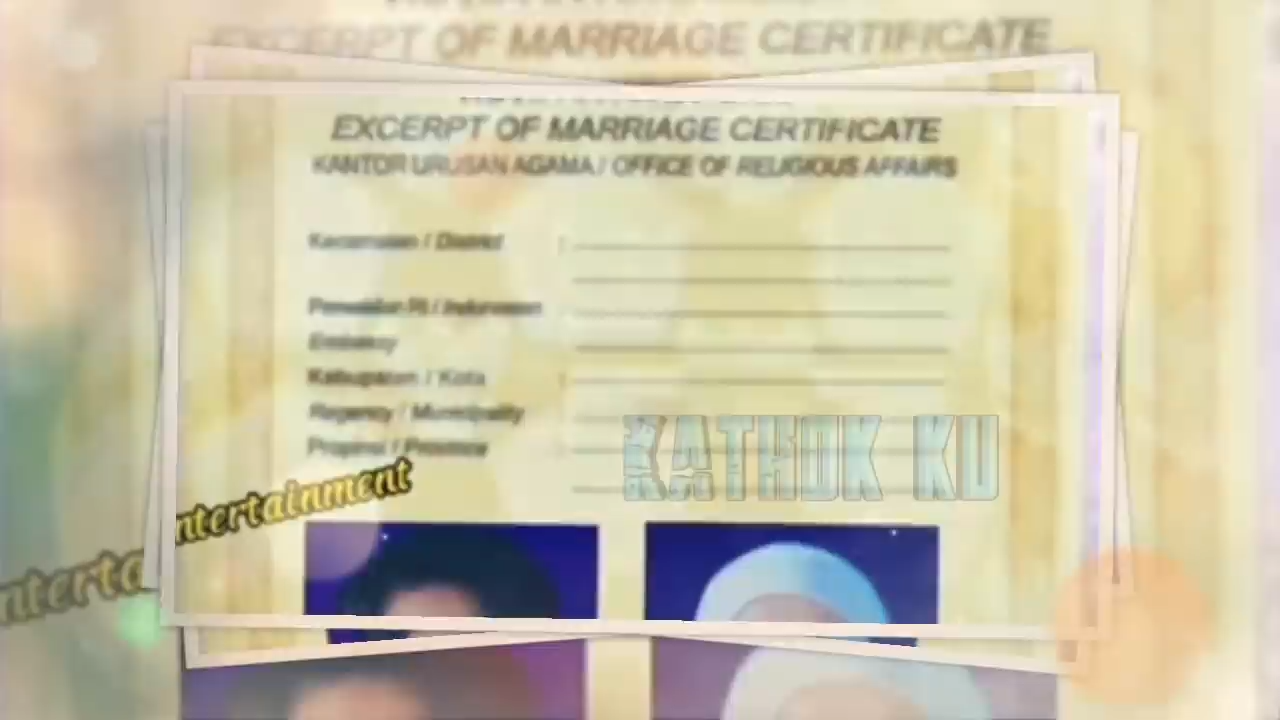 EXCERPT OF MARRIAGE CERTIFICATE
EXCERPT OF MARRIAGE CERTIFICATE
KANTOR URUSAN AGAMA / OFFICE OF RELIGIOUS AFFAIRS
Kecamatan / District :
Perwakilan RI / Indonesian :
Embassy
Kabupaten / Kota :
Regency / Municipality
Propinsi / Province
KATHOK KU
ntertainment
nterta